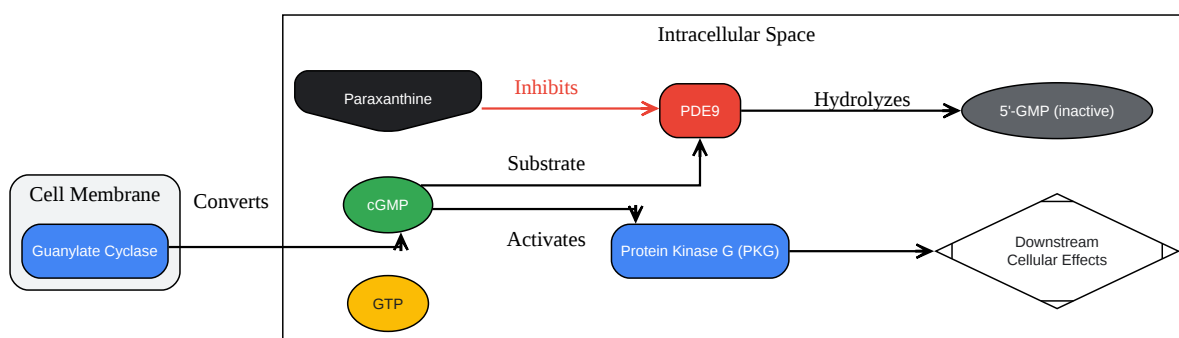 Intracellular Space
Paraxanthine
Inhibits
PDE9
Hydrolyzes
5'-GMP (inactive)
Cell Membrane
Guanylate Cyclase
Converts
cGMP
Substrate
Activates
Protein Kinase G (PKG)
Downstream
Cellular Effects
GTP